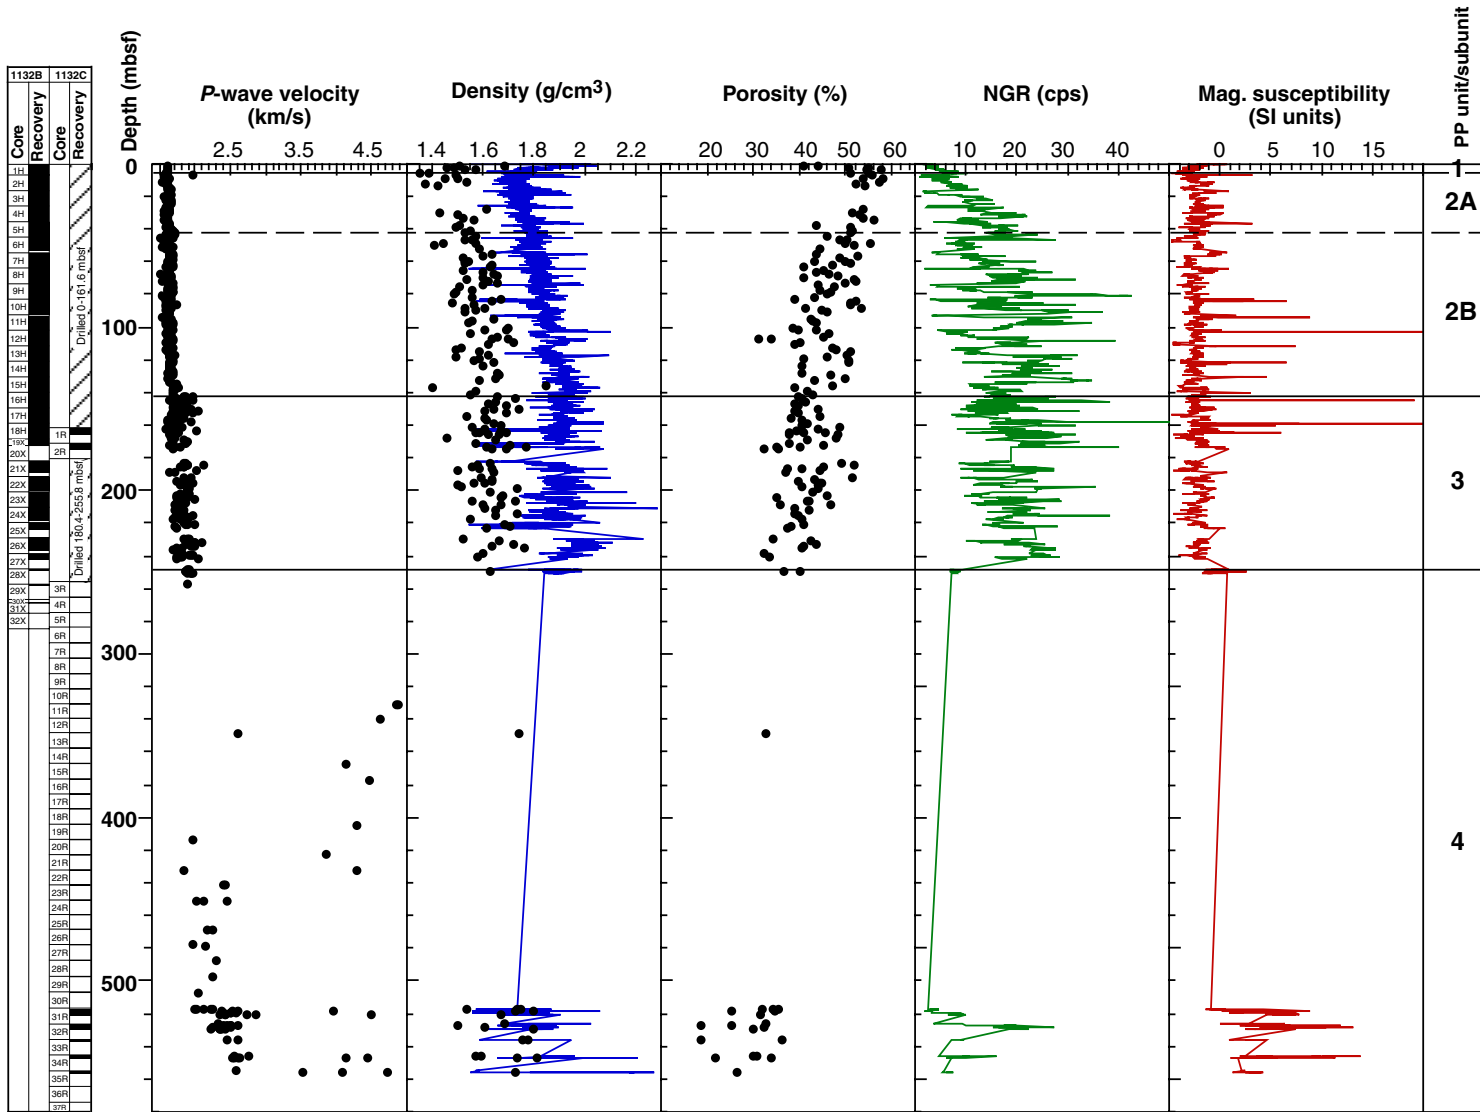 1132B 1132C
Core Recovery Core Recovery
Depth (mbsf)
P-wave velocity
(km/s)
Density (g/cm3)
Porosity (%)
NGR (cps)
Mag. susceptibility
(SI units)
PP unit/subunit
2.5 3.5 4.5
1.4 1.6 1.8 2 2.2
20 30 40 50 60
10 20 30 40
0 5 10 15
0
100
200
300
400
500
1
2A
2B
3
4
1H
2H
3H
4H
5H
6H
7H
8H
9H
10H
11H
12H
13H
14H
15H
16H
17H
18H
19X
20X
21X
22X
23X
24X
25X
26X
27X
28X
29X
30X
31X
32X
Drilled 0-161.6 mbsf
1R
2R
Drilled 180.4-255.8 mbsf
3R
4R
5R
6R
7R
8R
9R
10R
11R
12R
13R
14R
15R
16R
17R
18R
19R
20R
21R
22R
23R
24R
25R
26R
27R
28R
29R
30R
31R
32R
33R
34R
35R
36R
37R